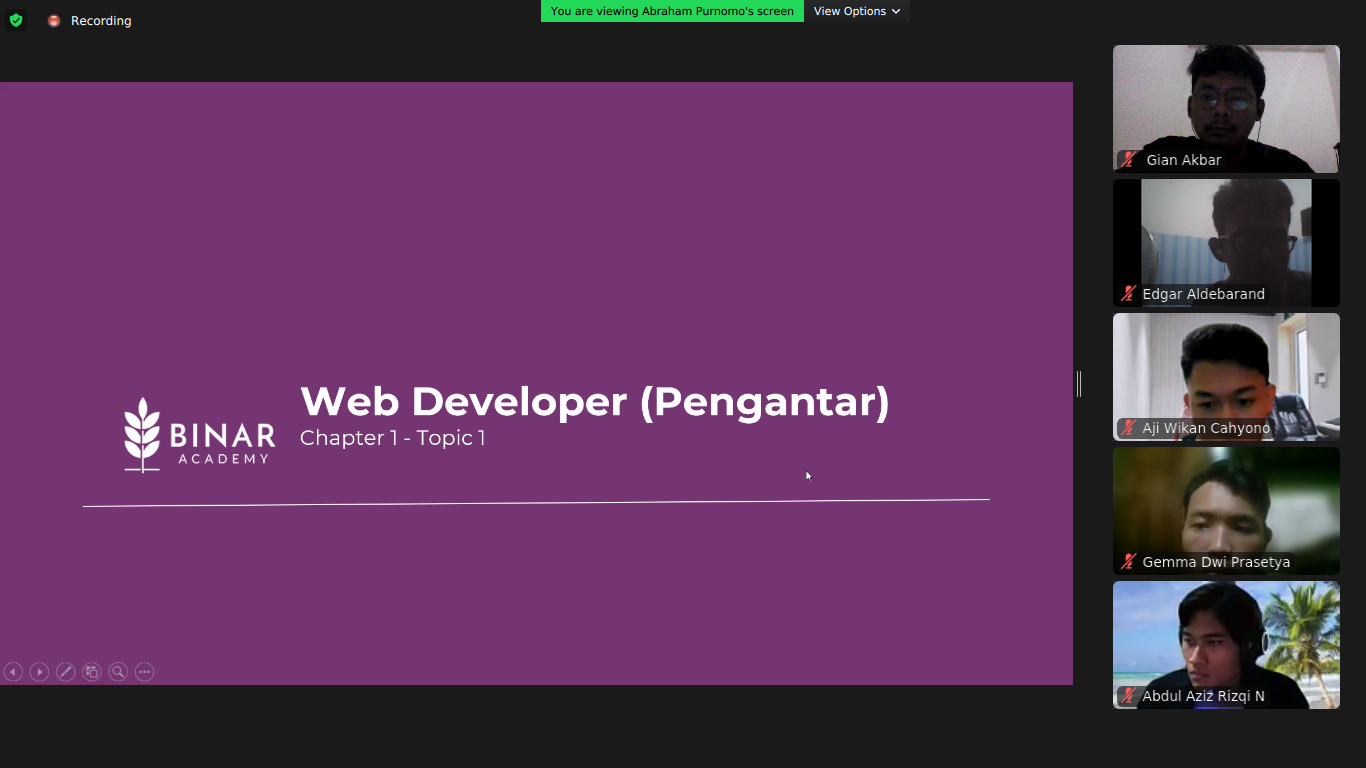 Recording
You are viewing Abraham Purnomo's screen
View Options
Web Developer (Pengantar)
Chapter 1 - Topic 1
BINAR
ACADEMY
Gian Akbar
Edgar Aldebarand
Aji Wikan Cahyono
Gemma Dwi Prasetya
Abdul Aziz Rizqi N